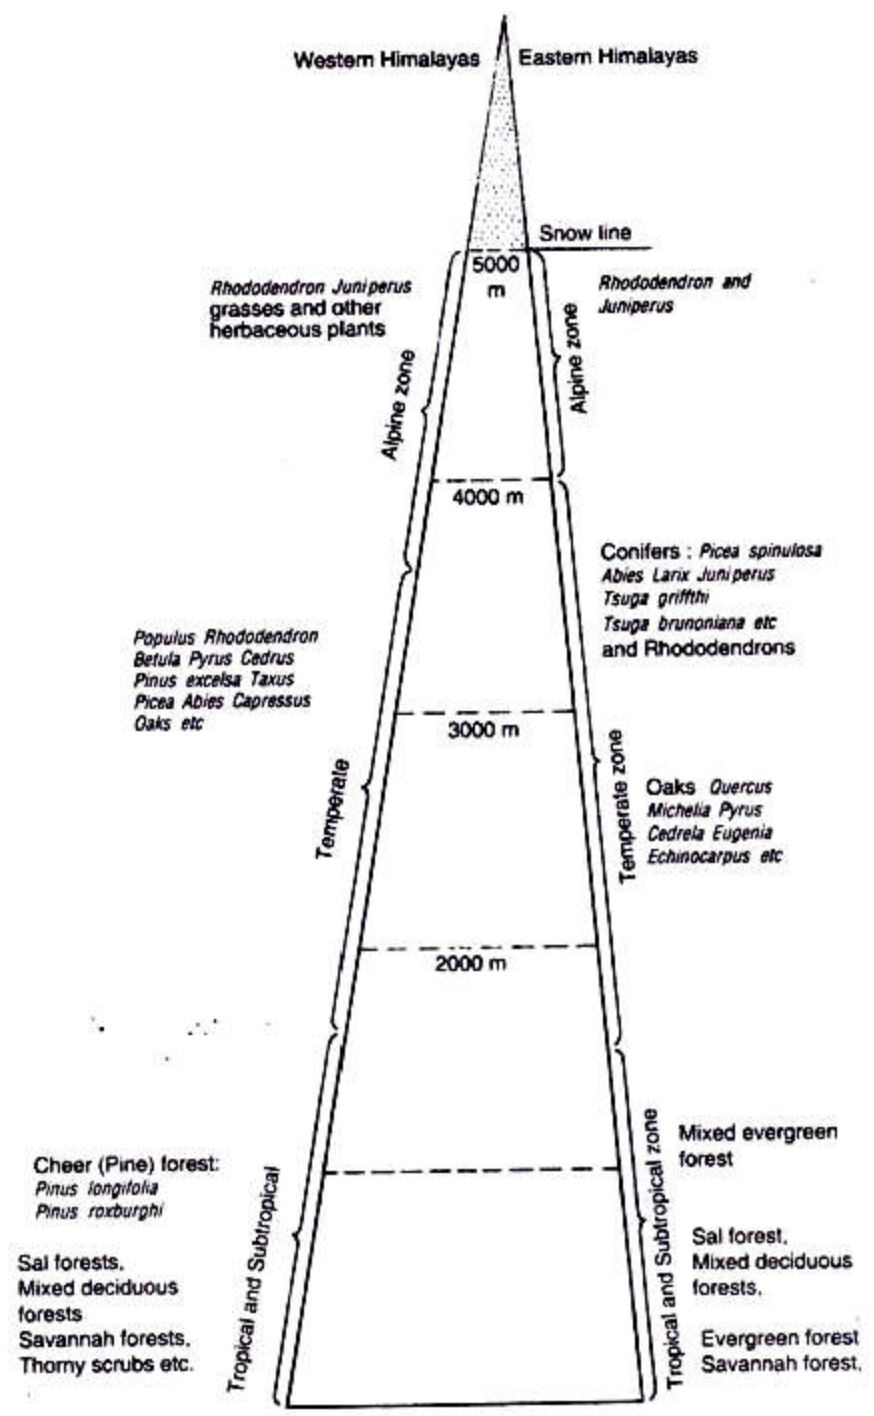 Western Himalayas
Eastern Himalayas
Snow line
5000
m
Rhododendron Juniperus
grasses and other
herbaceous plants
Rhododendron and
Juniperus
Alpine zone
Alpine zone
4000 m
Conifers : Picea spinulosa
Abies Larix Juniperus
Tsuga griffthi
Tsuga brunoniana etc
and Rhododendrons
Populus Rhododendron
Betula Pyrus Cedrus
Pinus excelsa Taxus
Picea Abies Capressus
Oaks etc
3000 m
Temperate
Temperate zone
Oaks Quercus
Michelia Pyrus
Cedrela Eugenia
Echinocarpus etc
2000 m
Mixed evergreen
forest
Cheer (Pine) forest:
Pinus longifolia
Pinus roxburghi
Tropical and Subtropical
Tropical and Subtropical zone
Sal forests,
Mixed deciduous
forests
Savannah forests,
Thorny scrubs etc.
Sal forest,
Mixed deciduous
forests,
Evergreen forest
Savannah forest,